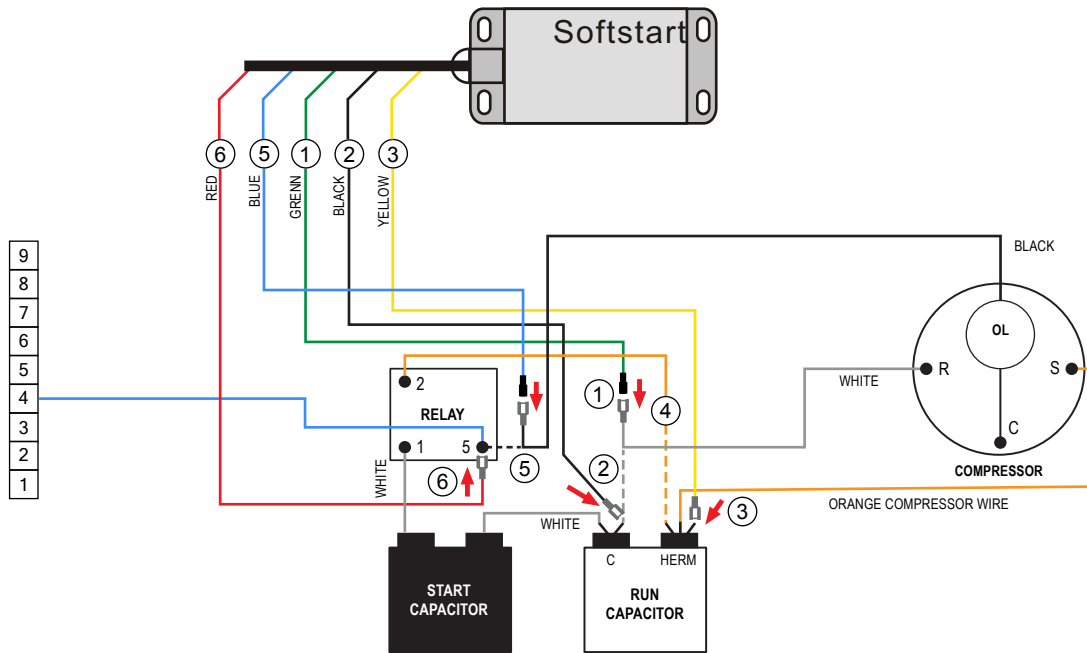 Softstart
6
5
1
2
3
RED
BLUE
GRENN
BLACK
YELLOW
9
8
7
6
5
4
3
2
1
BLACK
OL
R
S
C
WHITE
COMPRESSOR
2
RELAY
1
5
1
4
5
2
6
WHITE
WHITE
3
ORANGE COMPRESSOR WIRE
START
CAPACITOR
C
HERM
RUN
CAPACITOR